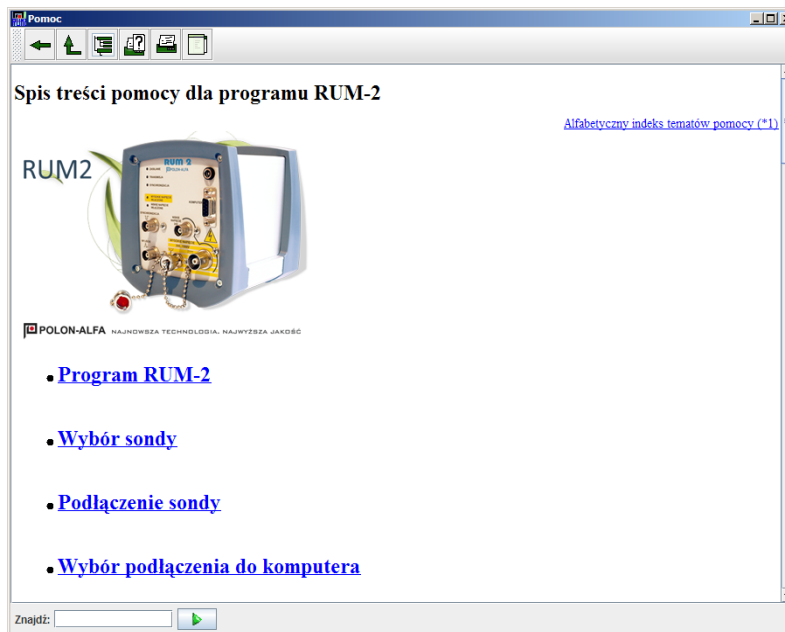 Pomoc
Spis treści pomocy dla programu RUM-2
Alfabetyczny indeks tematów pomocy (*1)
RUM2
RUM 2
POLON-ALFA
POLON-ALFA NAJNOWSZA TECHNOLOGIA, NAJWYŻSZA JAKOŚĆ
Program RUM-2
Wybór sondy
Podłączenie sondy
Wybór podłączenia do komputera
Znajdź: